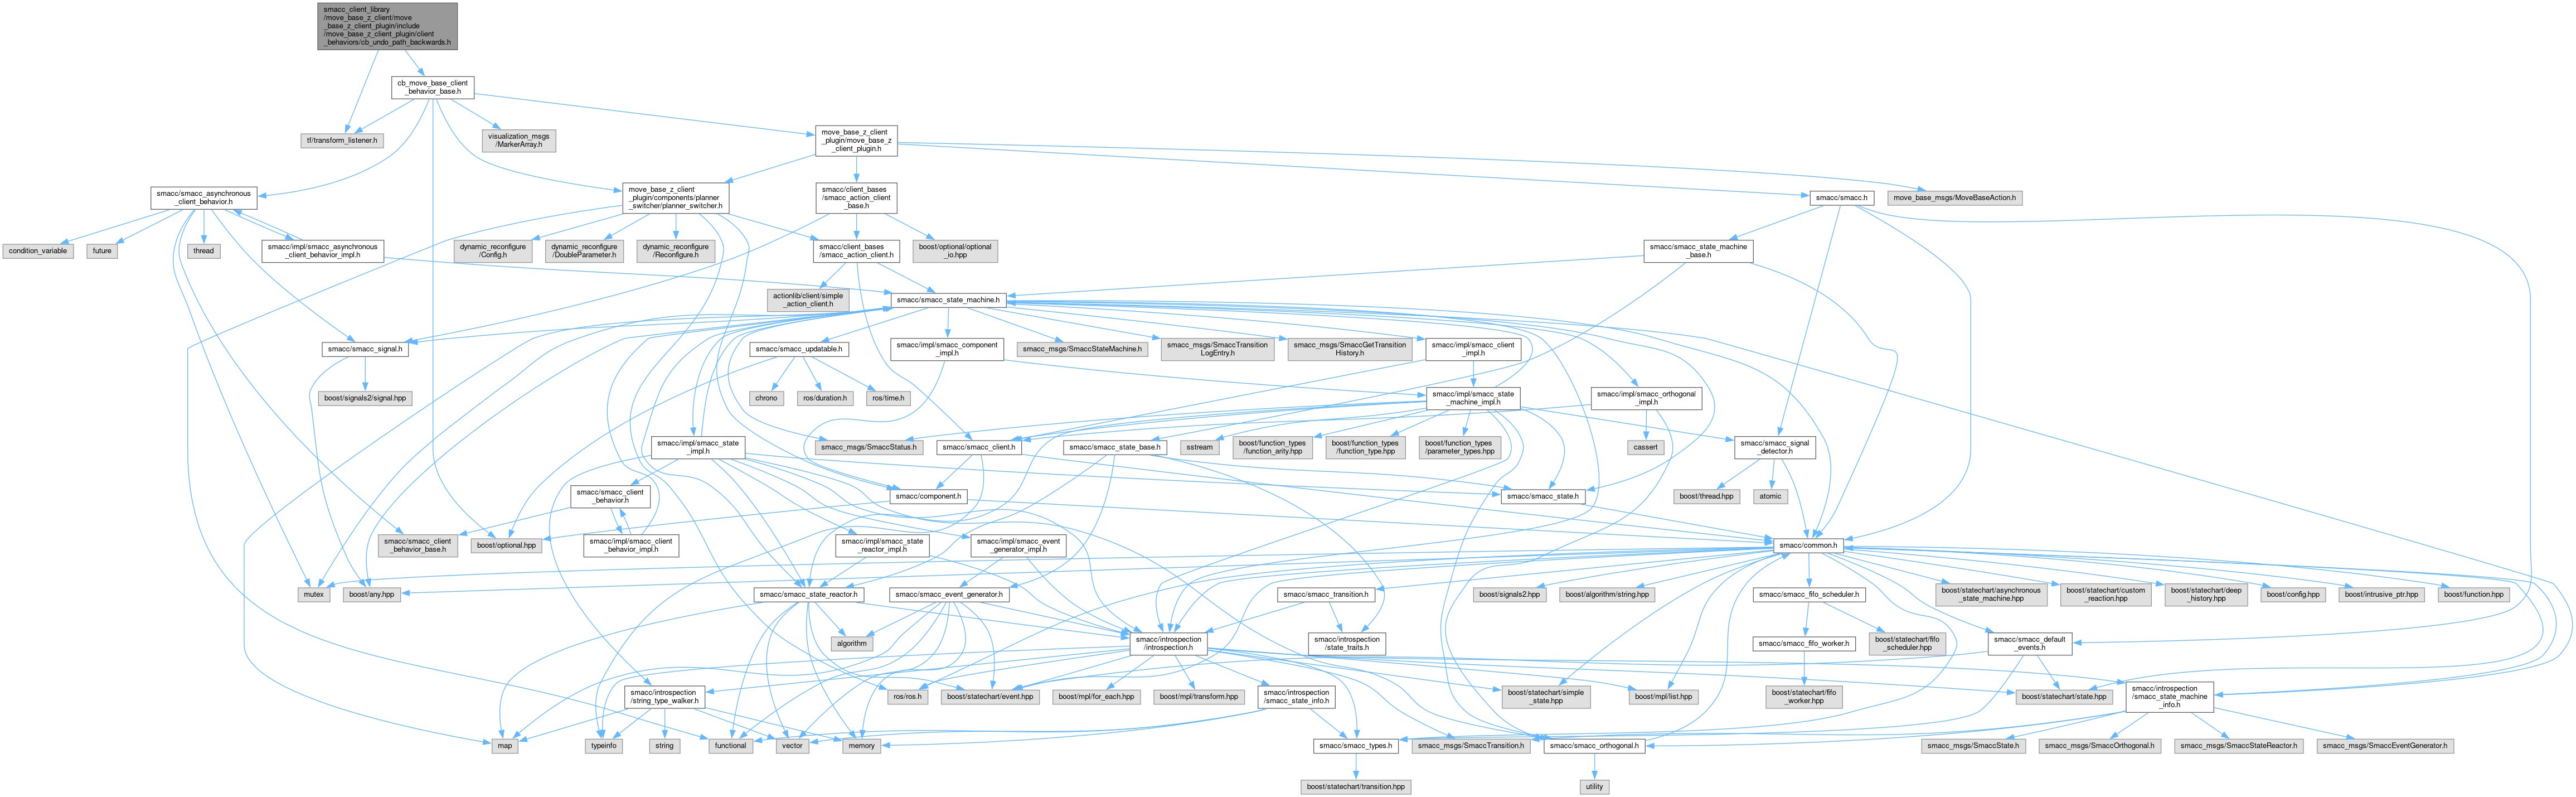 smacc_client_library
/move_base_z_client/move
_base_z_client_plugin/include
/move_base_z_client_plugin/client
_behaviors/cb_undo_path_backwards.h
cb_move_base_client
_behavior_base.h
tf/transform_listener.h
visualization_msgs
/MarkerArray.h
move_base_z_client
_plugin/move_base_z
_client_plugin.h
smacc/smacc_asynchronous
_client_behavior.h
move_base_z_client
_plugin/components/planner
_switcher/planner_switcher.h
smacc/client_bases
/smacc_action_client
_base.h
smacc/smacc.h
move_base_msgs/MoveBaseAction.h
condition_variable
future
thread
smacc/impl/smacc_asynchronous
_client_behavior_impl.h
dynamic_reconfigure
/Config.h
dynamic_reconfigure
/DoubleParameter.h
dynamic_reconfigure
/Reconfigure.h
smacc/client_bases
/smacc_action_client.h
boost/optional/optional
_io.hpp
smacc/smacc_state_machine
_base.h
actionlib/client/simple
_action_client.h
smacc/smacc_state_machine.h
smacc/smacc_signal.h
smacc/smacc_updatable.h
smacc/impl/smacc_component
_impl.h
smacc_msgs/SmaccStateMachine.h
smacc_msgs/SmaccTransition
LogEntry.h
smacc_msgs/SmaccGetTransition
History.h
smacc/impl/smacc_client
_impl.h
boost/signals2/signal.hpp
chrono
ros/duration.h
ros/time.h
smacc/impl/smacc_state
_machine_impl.h
smacc/impl/smacc_orthogonal
_impl.h
smacc/impl/smacc_state
_impl.h
smacc_msgs/SmaccStatus.h
smacc/smacc_client.h
smacc/smacc_state_base.h
sstream
boost/function_types
/function_arity.hpp
boost/function_types
/function_type.hpp
boost/function_types
/parameter_types.hpp
cassert
smacc/smacc_signal
_detector.h
smacc/smacc_client
_behavior.h
smacc/component.h
smacc/smacc_state.h
boost/thread.hpp
atomic
smacc/smacc_client
_behavior_base.h
boost/optional.hpp
smacc/impl/smacc_client
_behavior_impl.h
smacc/impl/smacc_state
_reactor_impl.h
smacc/impl/smacc_event
_generator_impl.h
smacc/common.h
mutex
boost/any.hpp
smacc/smacc_state_reactor.h
smacc/smacc_event_generator.h
smacc/smacc_transition.h
boost/signals2.hpp
boost/algorithm/string.hpp
smacc/smacc_fifo_scheduler.h
boost/statechart/asynchronous
_state_machine.hpp
boost/statechart/custom
_reaction.hpp
boost/statechart/deep
_history.hpp
boost/config.hpp
boost/intrusive_ptr.hpp
boost/function.hpp
algorithm
smacc/introspection
/introspection.h
smacc/introspection
/state_traits.h
smacc/smacc_fifo_worker.h
boost/statechart/fifo
_scheduler.hpp
smacc/smacc_default
_events.h
smacc/introspection
/string_type_walker.h
ros/ros.h
boost/statechart/event.hpp
boost/mpl/for_each.hpp
boost/mpl/transform.hpp
smacc/introspection
/smacc_state_info.h
boost/statechart/simple
_state.hpp
boost/mpl/list.hpp
boost/statechart/fifo
_worker.hpp
boost/statechart/state.hpp
smacc/introspection
/smacc_state_machine
_info.h
map
typeinfo
string
functional
vector
memory
smacc/smacc_types.h
smacc_msgs/SmaccTransition.h
smacc/smacc_orthogonal.h
smacc_msgs/SmaccState.h
smacc_msgs/SmaccOrthogonal.h
smacc_msgs/SmaccStateReactor.h
smacc_msgs/SmaccEventGenerator.h
boost/statechart/transition.hpp
utility